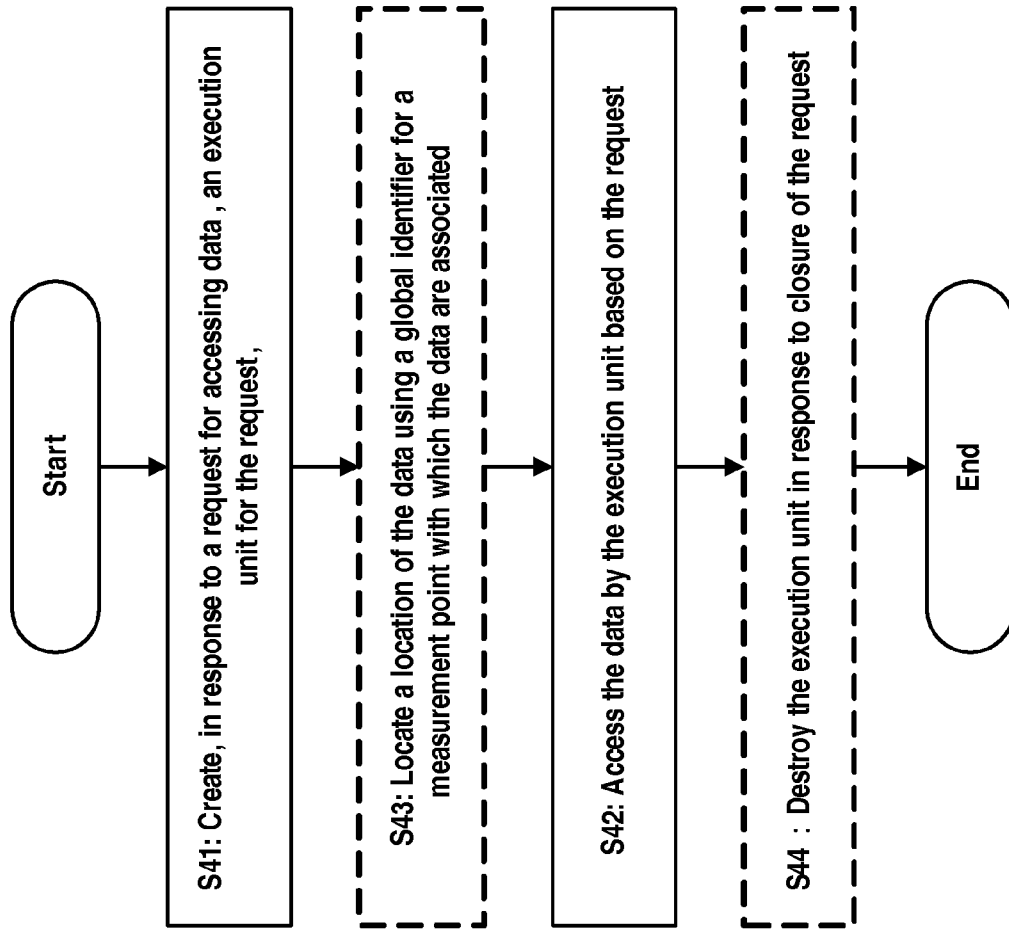 Start
S41: Create, in response to a request for accessing data , an execution
unit for the request ,
S43: Locate a location of the data using a global identifier for a
measurement point with which the data are associated
S42: Access the data by the execution unit based on the request
S44 : Destroy the execution unit in response to closure of the request
End